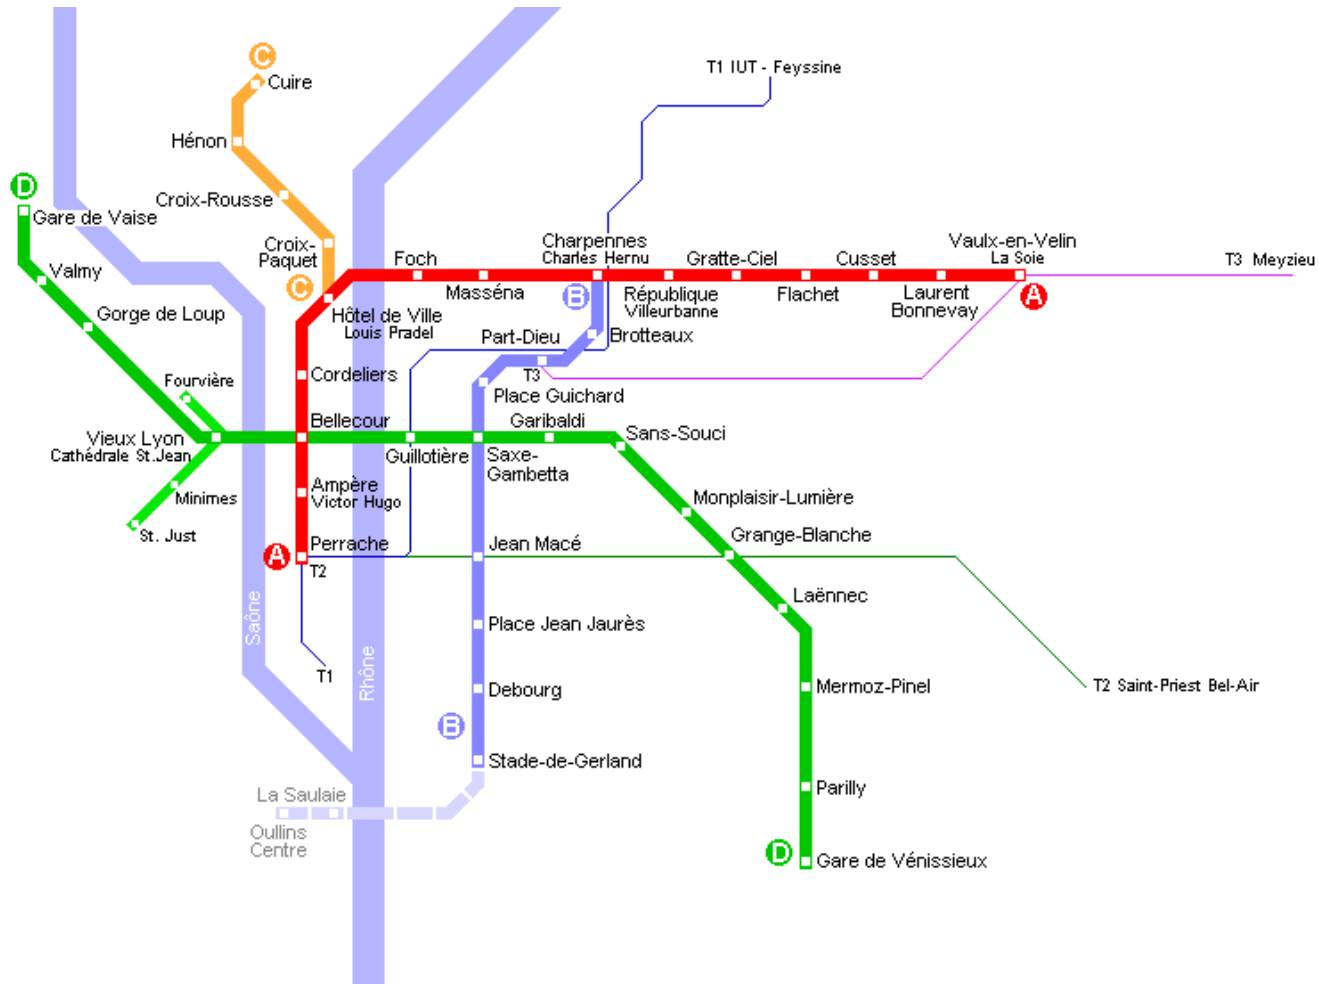 T1 IUT - Feyssine
C
Cuire
Hénon
D
Croix-Rousse
Gare de Vaise
Croix-
Paquet
Charpennes
Charles Hernu
Vaulx-en-Velin
La Soie
Foch
Gratte-Ciel
Cusset
T3 Meyzieu
Valmy
C
Masséna
B
République
Villeurbanne
Flachet
Laurent
Bonnevay
A
Gorge de Loup
Hôtel de Ville
Louis Pradel
Part-Dieu
Brotteaux
Fourvière
Cordeliers
T3
Place Guichard
Vieux Lyon
Cathédrale St.Jean
Bellecour
Garibaldi
Sans-Souci
Guillotière
Saxe-
Gambetta
Minimes
Ampère
Victor Hugo
Monplaisir-Lumière
St. Just
A
Perrache
T2
Jean Macé
Grange-Blanche
Laënnec
Saône
Rhône
T1
Place Jean Jaurès
Debourg
Mermoz-Pinel
T2 Saint-Priest Bel-Air
B
Stade-de-Gerland
La Saulaie
Oullins
Centre
Parilly
D
Gare de Vénissieux